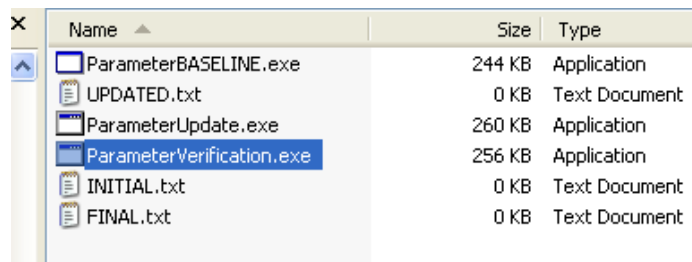 Name Size Type
ParameterBASELINE.exe 244 KB Application
UPDATED.txt 0 KB Text Document
ParameterUpdate.exe 260 KB Application
ParameterVerification.exe 256 KB Application
INITIAL.txt 0 KB Text Document
FINAL.txt 0 KB Text Document